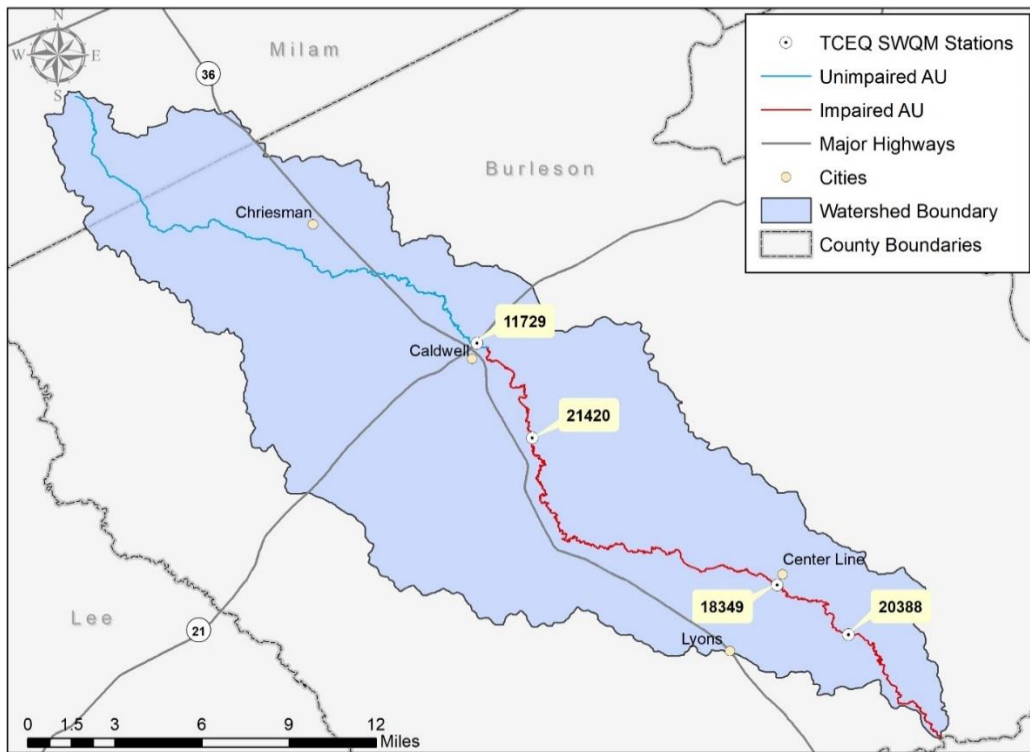 N
W E
S
36
Milam
Burleson
Chriesman
11729
Caldwell
21420
Center Line
18349
20388
Lyons
Lee
21
0 1.5 3 6 9 12
Miles
TCEQ SWQM Stations
Unimpaired AU
Impaired AU
Major Highways
Cities
Watershed Boundary
County Boundaries